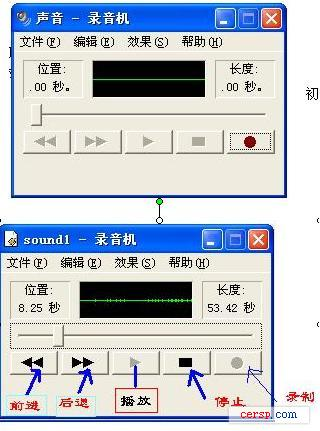 声音 - 录音机
文件(F) 编辑(E) 效果(S) 帮助(H)
位置: 长度:
.00 秒。 .00 秒。
初
sound1 - 录音机
文件(F) 编辑(E) 效果(S) 帮助(H)
位置: 长度:
8.25 秒 53.42 秒
前进 后退 播放 停止 录制
cersp.com